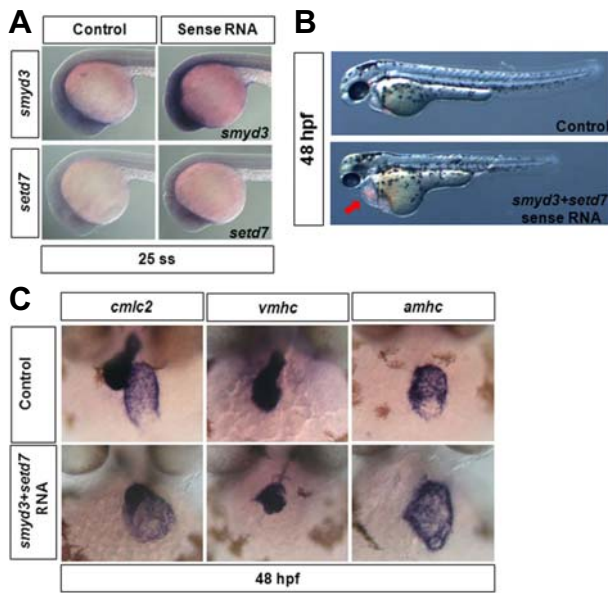 A
Control
Sense RNA
smyd3
smyd3
setd7
setd7
25 ss
B
48 hpf
Control
smyd3+setd7
sense RNA
C
cmlc2
vmhc
amhc
Control
smyd3+setd7
RNA
48 hpf